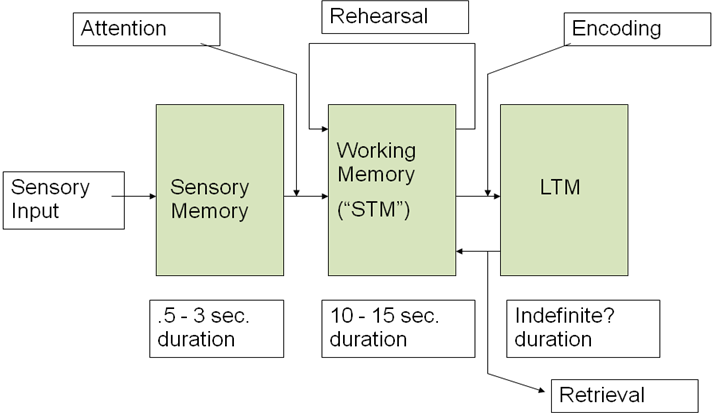 Attention
Rehearsal
Encoding
Sensory
Input
Sensory
Memory
Working
Memory
(“STM”)
LTM
.5 - 3 sec.
duration
10 - 15 sec.
duration
Indefinite?
duration
Retrieval